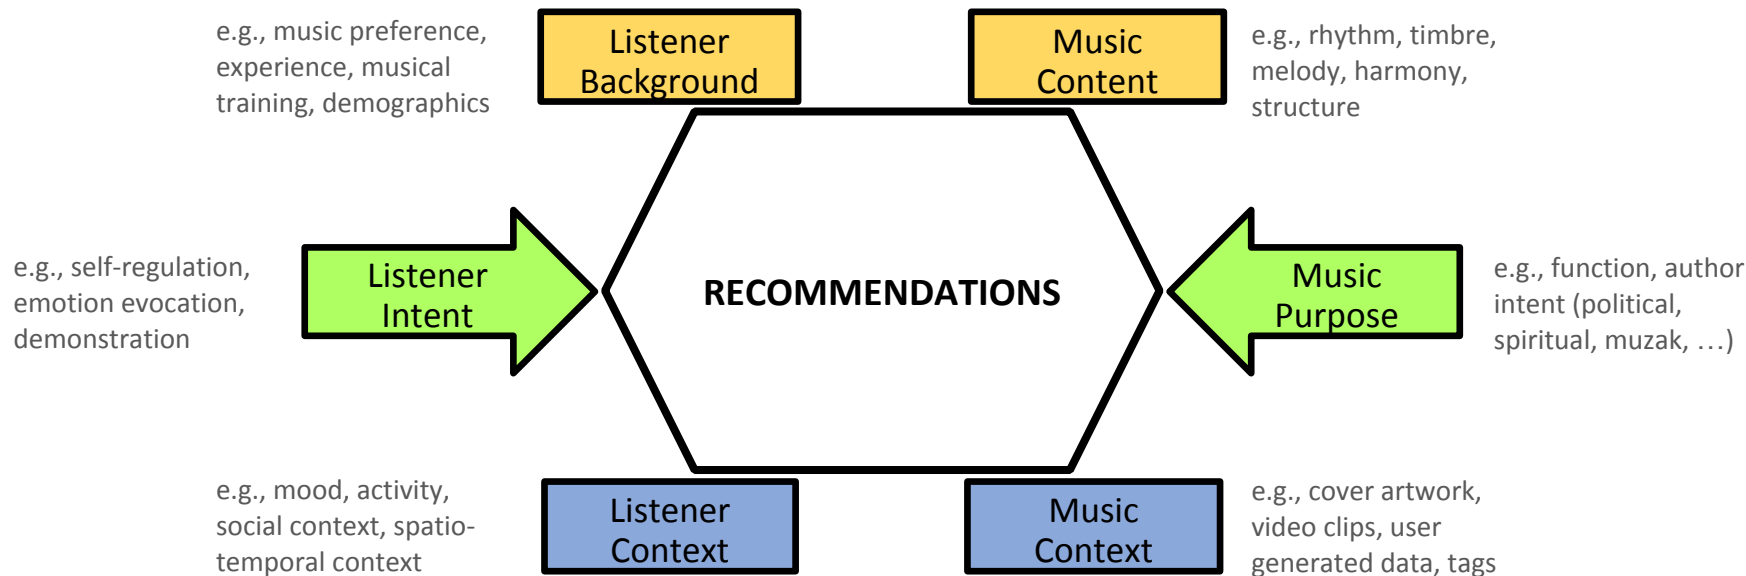 e.g., music preference,
experience, musical
training, demographics
Listener
Background
Music
Content
e.g., rhythm, timbre,
melody, harmony,
structure
e.g., self-regulation,
emotion evocation,
demonstration
Listener
Intent
RECOMMENDATIONS
Music
Purpose
e.g., function, author
intent (political,
spiritual, muzak, …)
e.g., mood, activity,
social context, spatio-
temporal context
Listener
Context
Music
Context
e.g., cover artwork,
video clips, user
generated data, tags